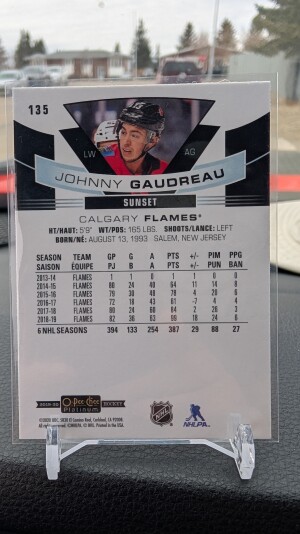 135
LW
AG
JOHNNY GAUDREAU
SUNSET
CALGARY FLAMES®
HT/HAUT: 5'9" WT/PDS: 165 LBS. SHOOTS/LANCE: LEFT
BORN/NÉ: AUGUST 13, 1993 SALEM, NEW JERSEY
SEASON TEAM GP G A PTS +/- PIM PPG
SAISON ÉQUIPE PJ B A PTS +/- PUN BAN
2013-14 FLAMES 1 1 0 1
2014-15 FLAMES 80 24 40 64 11 14 8
2015-16 FLAMES 79 30 48 78 4 20 6
2016-17 FLAMES 72 18 43 61 -7 4 4
2017-18 FLAMES 80 24 60 84
2018-19 FLAMES 82 36 63 99 18 24 6
6 NHL SEASONS 394 133 254 387 29 88 27
2019-20 O-Pee-Chee HOCKEY
PLATINUM
NHL
NHLPA